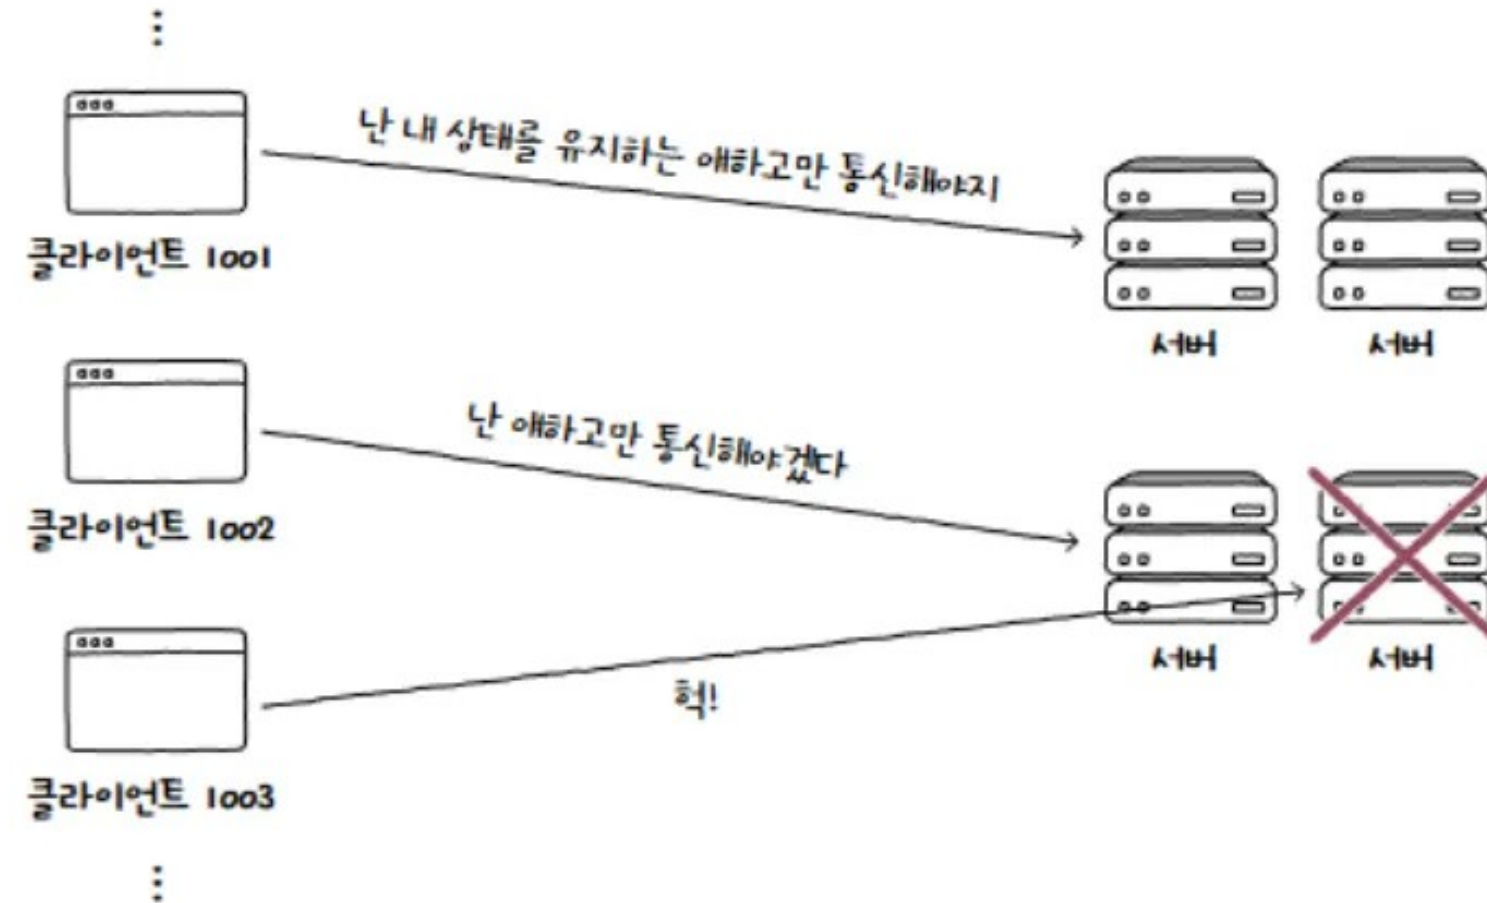 난 내 상태를 유지하는 애하고만 통신해야지
클라이언트 1001
서버
서버
난 얘하고만 통신해야겠다
클라이언트 1002
서버
서버
헉!
클라이언트 1003